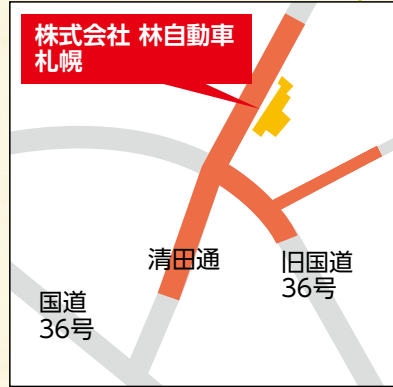 株式会社 林自動車
札幌
清田通
旧国道
36号
国道
36号